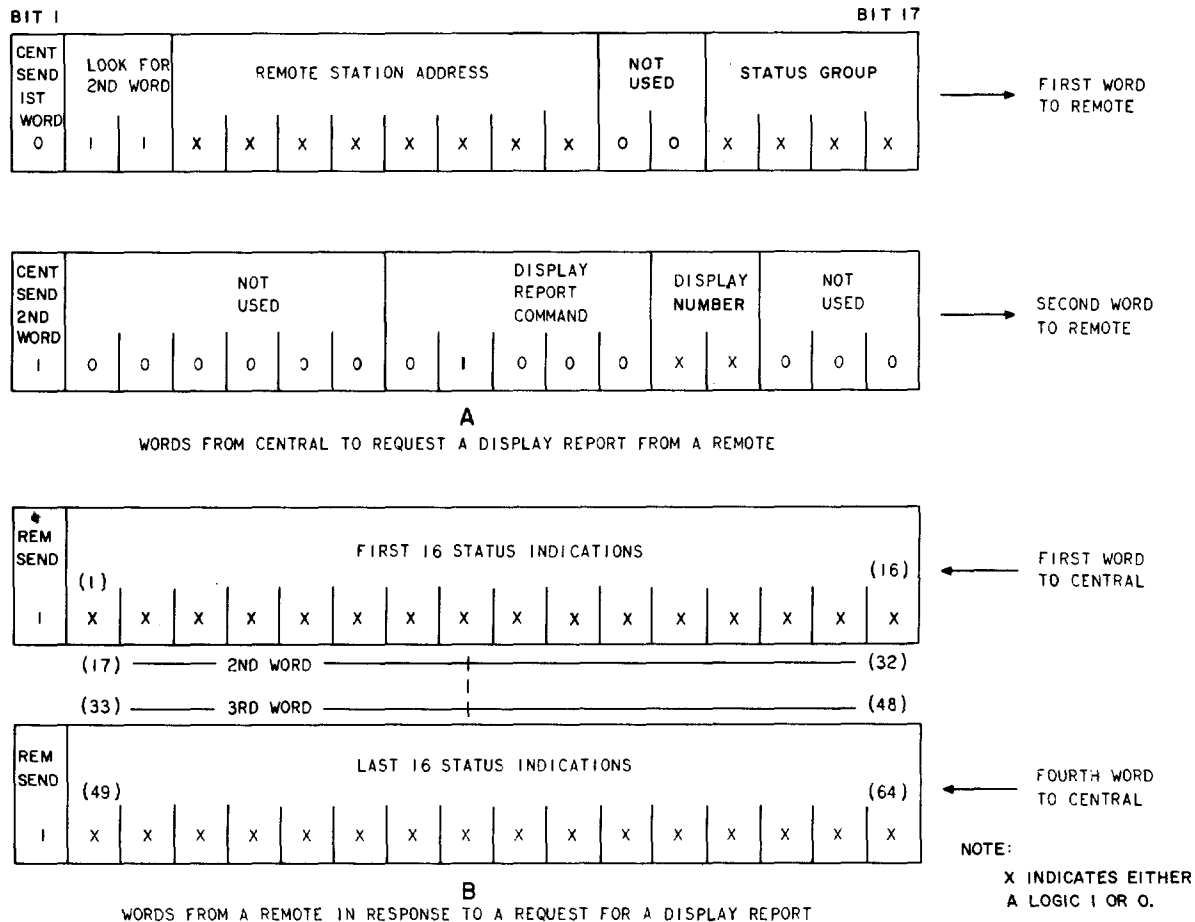 BIT 1 BIT 17
CENT SEND 1ST WORD
LOOK FOR 2ND WORD
REMOTE STATION ADDRESS
NOT USED
STATUS GROUP
FIRST WORD TO REMOTE
0 1 1 X X X X X X X X 0 0 X X X X
CENT SEND 2ND WORD
NOT USED
DISPLAY REPORT COMMAND
DISPLAY NUMBER
NOT USED
SECOND WORD TO REMOTE
1 0 0 0 0 0 0 0 1 0 0 0 X X 0 0 0
A
WORDS FROM CENTRAL TO REQUEST A DISPLAY REPORT FROM A REMOTE
REM SEND
FIRST 16 STATUS INDICATIONS
FIRST WORD TO CENTRAL
(1) (16)
1 X X X X X X X X X X X X X X X X
(17) 2ND WORD (32)
(33) 3RD WORD (48)
REM SEND
LAST 16 STATUS INDICATIONS
FOURTH WORD TO CENTRAL
(49) (64)
1 X X X X X X X X X X X X X X X X
B
WORDS FROM A REMOTE IN RESPONSE TO A REQUEST FOR A DISPLAY REPORT
NOTE:
X INDICATES EITHER
A LOGIC 1 OR 0.